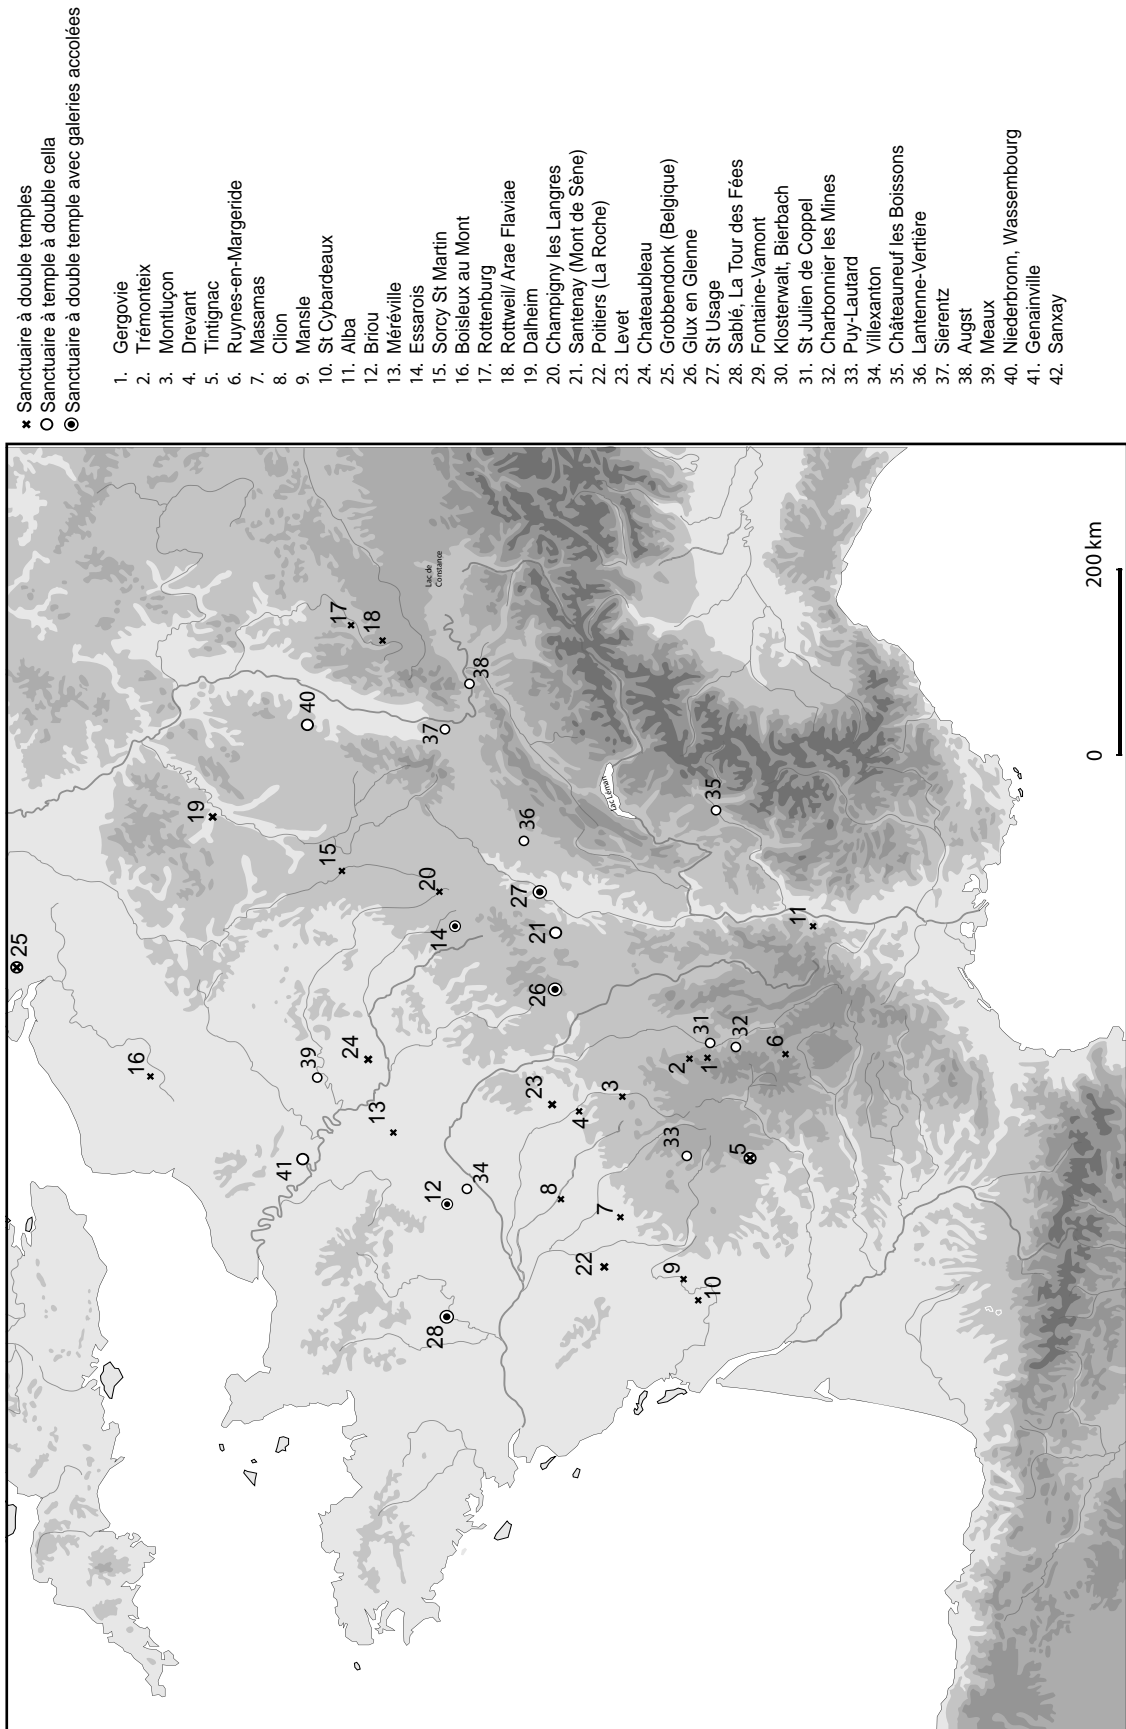 Sanctuaire à double temples
Sanctuaire à temple à double cella
Sanctuaire à double temple avec galeries accolées
1. Gergovie
2. Trémonteix
3. Montluçon
4. Drevant
5. Tintignac
6. Ruynes-en-Margeride
7. Masamas
8. Clion
9. Mansle
10. St Cybardeaux
11. Alba
12. Briou
13. Méréville
14. Essarois
15. Sorcy St Martin
16. Boisleux au Mont
17. Rottenburg
18. Rottweil/ Arae Flaviae
19. Dalheim
20. Champigny les Langres
21. Santenay (Mont de Sène)
22. Poitiers (La Roche)
23. Levet
24. Chateaubleau
25. Grobbendonk (Belgique)
26. Glux en Glenne
27. St Usage
28. Sablé, La Tour des Fées
29. Fontaine-Vamont
30. Klosterwalt, Bierbach
31. St Julien de Coppel
32. Charbonnier les Mines
33. Puy-Lautard
34. Villexanton
35. Châteauneuf les Boissons
36. Lantenne-Vertière
37. Sierentz
38. Augst
39. Meaux
40. Niederbronn, Wassembourg
41. Genainville
42. Sanxay
25
16
19
17
18
40
15
39
24
13
41
20
14
37
38
Lac de
Constance
12
34
28
36
27
21
26
23
4
8
3
7
22
Lac Léman
35
31
2
1
32
33
5
6
9
10
11
0
200 km